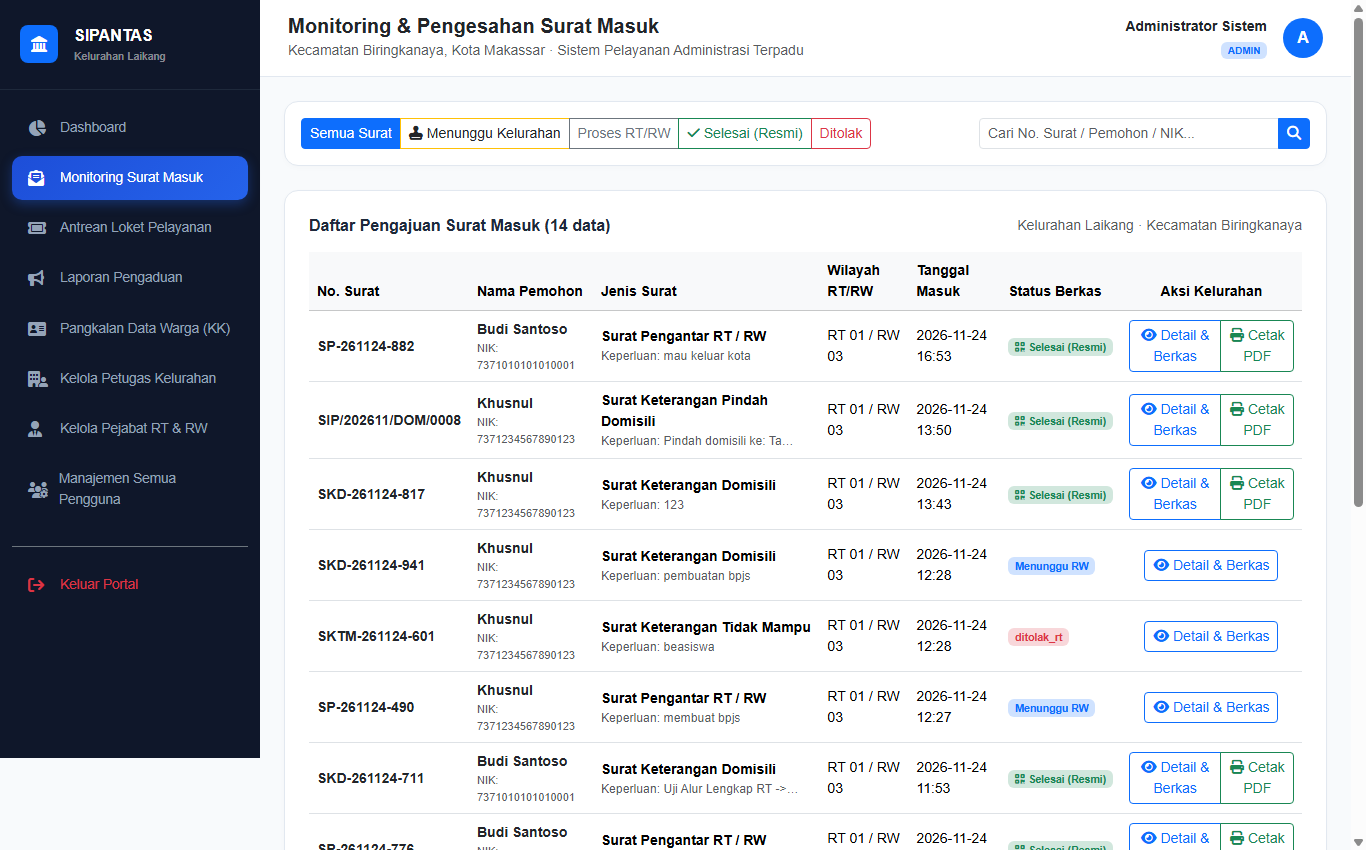 SIPANTAS
Kelurahan Laikang
Dashboard
Monitoring Surat Masuk
Antrean Loket Pelayanan
Laporan Pengaduan
Pangkalan Data Warga (KK)
Kelola Petugas Kelurahan
Kelola Pejabat RT & RW
Manajemen Semua
Pengguna
Keluar Portal
Monitoring & Pengesahan Surat Masuk
Kecamatan Biringkanaya, Kota Makassar · Sistem Pelayanan Administrasi Terpadu
Administrator Sistem
ADMIN
A
Semua Surat
Menunggu Kelurahan
Proses RT/RW
Selesai (Resmi)
Ditolak
Cari No. Surat / Pemohon / NIK...
Daftar Pengajuan Surat Masuk (14 data)
Kelurahan Laikang · Kecamatan Biringkanaya
No. Surat
Nama Pemohon
Jenis Surat
Wilayah
RT/RW
Tanggal
Masuk
Status Berkas
Aksi Kelurahan
SP-261124-882
Budi Santoso
NIK:
7371010101010001
Surat Pengantar RT / RW
Keperluan: mau keluar kota
RT 01 / RW
03
2026-11-24
16:53
Selesai (Resmi)
Detail &
Berkas
Cetak
PDF
SIP/202611/DOM/0008
Khusnul
NIK:
7371234567890123
Surat Keterangan Pindah
Domisili
Keperluan: Pindah domisili ke: Ta...
RT 01 / RW
03
2026-11-24
13:50
Selesai (Resmi)
Detail &
Berkas
Cetak
PDF
SKD-261124-817
Khusnul
NIK:
7371234567890123
Surat Keterangan Domisili
Keperluan: 123
RT 01 / RW
03
2026-11-24
13:43
Selesai (Resmi)
Detail &
Berkas
Cetak
PDF
SKD-261124-941
Khusnul
NIK:
7371234567890123
Surat Keterangan Domisili
Keperluan: pembuatan bpjs
RT 01 / RW
03
2026-11-24
12:28
Menunggu RW
Detail & Berkas
SKTM-261124-601
Khusnul
NIK:
7371234567890123
Surat Keterangan Tidak Mampu
Keperluan: beasiswa
RT 01 / RW
03
2026-11-24
12:28
ditolak_rt
Detail & Berkas
SP-261124-490
Khusnul
NIK:
7371234567890123
Surat Pengantar RT / RW
Keperluan: membuat bpjs
RT 01 / RW
03
2026-11-24
12:27
Menunggu RW
Detail & Berkas
SKD-261124-711
Budi Santoso
NIK:
7371010101010001
Surat Keterangan Domisili
Keperluan: Uji Alur Lengkap RT ->...
RT 01 / RW
03
2026-11-24
11:53
Selesai (Resmi)
Detail &
Berkas
Cetak
PDF
SP-261124-776
Budi Santoso
NIK:
Surat Pengantar RT / RW
RT 01 / RW
2026-11-24
Selesai (Resmi)
Detail &
Cetak